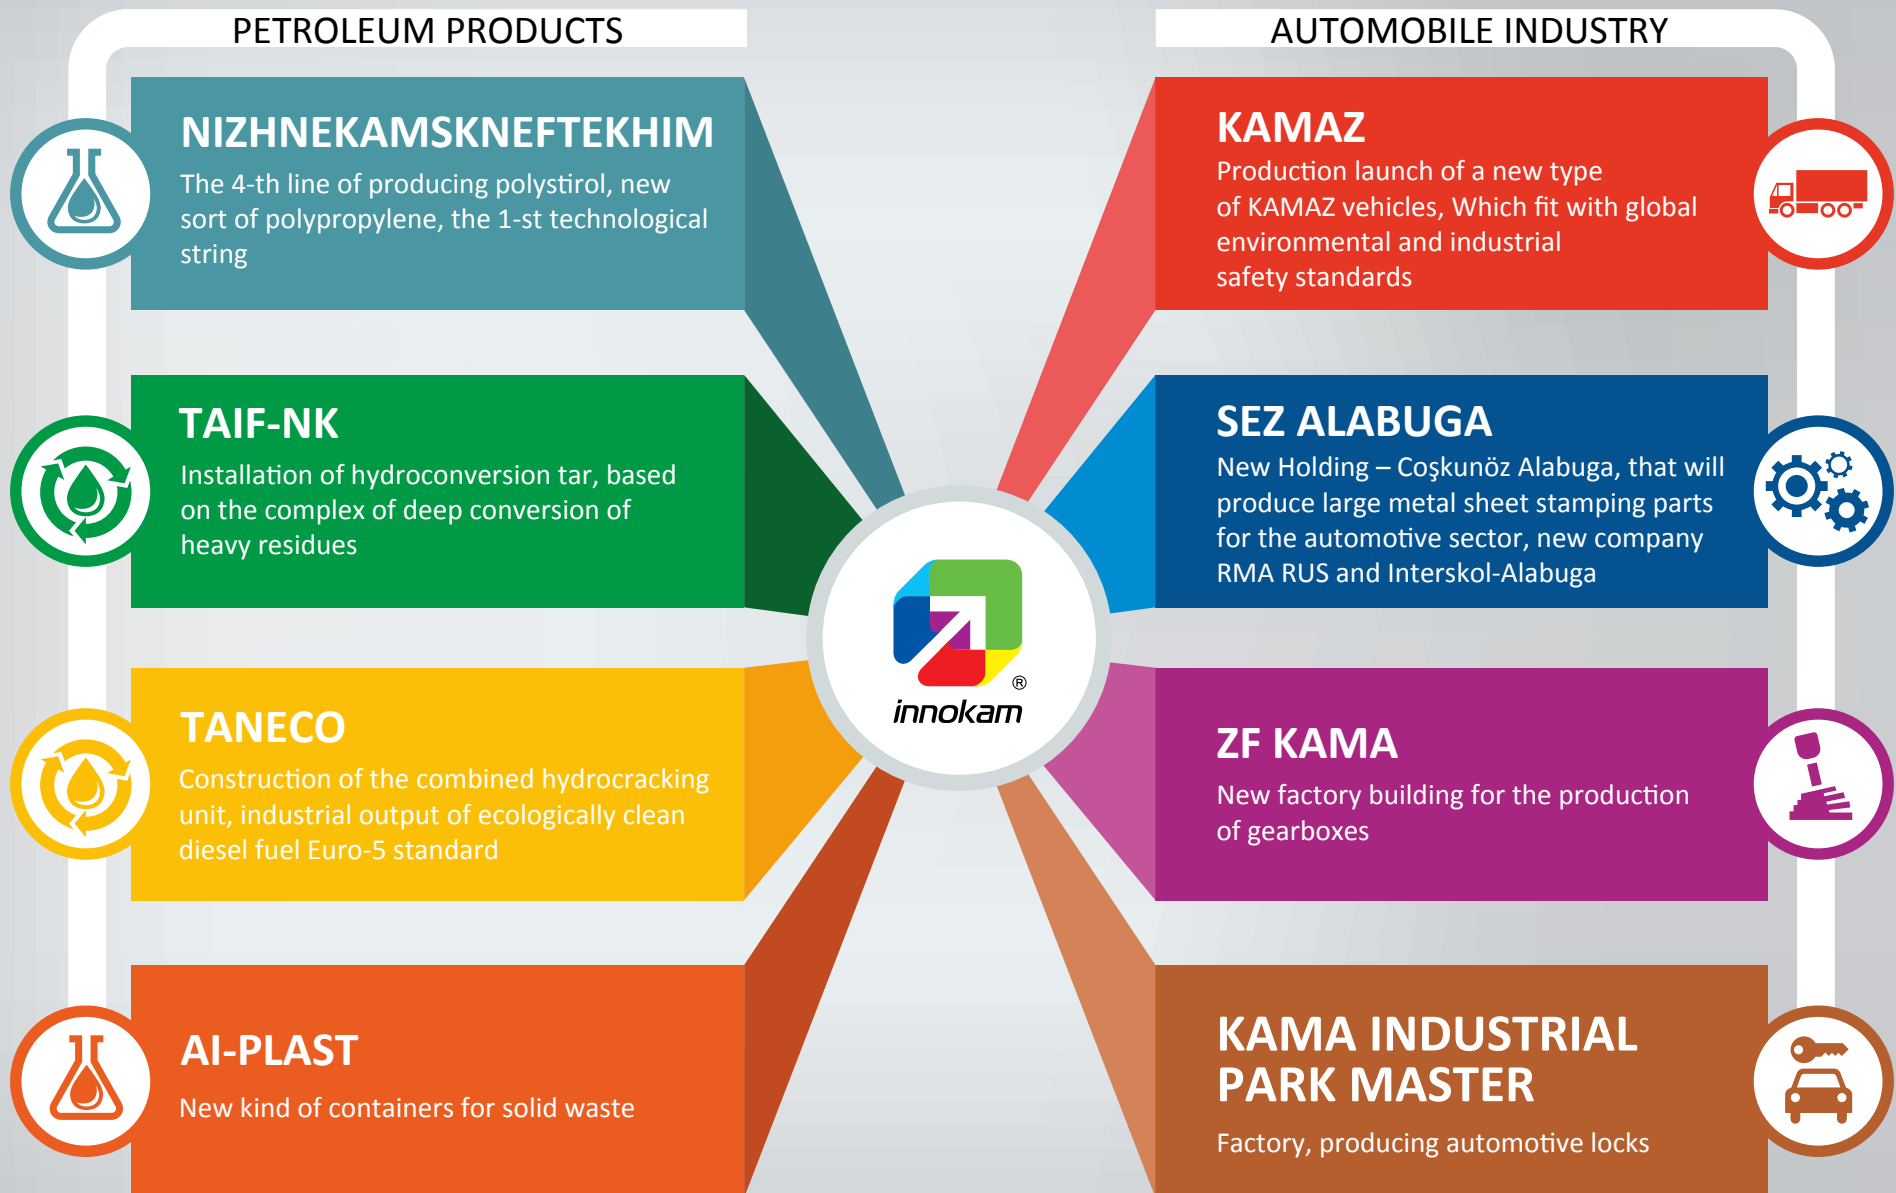 PETROLEUM PRODUCTS
NIZHNEKAMSKNEFTEKHIM
The 4-th line of producing polystirol, new
sort of polypropylene, the 1-st technological
string
TAIF-NK
Installation of hydroconversion tar, based
on the complex of deep conversion of
heavy residues
TANECO
Construction of the combined hydrocracking
unit, industrial output of ecologically clean
diesel fuel Euro-5 standard
AI-PLAST
New kind of containers for solid waste
®
innokam
AUTOMOBILE INDUSTRY
KAMAZ
Production launch of a new type
of KAMAZ vehicles, Which fit with global
environmental and industrial
safety standards
SEZ ALABUGA
New Holding – Coşkunöz Alabuga, that will
produce large metal sheet stamping parts
for the automotive sector, new company
RMA RUS and Interskol-Alabuga
ZF KAMA
New factory building for the production
of gearboxes
KAMA INDUSTRIAL
PARK MASTER
Factory, producing automotive locks